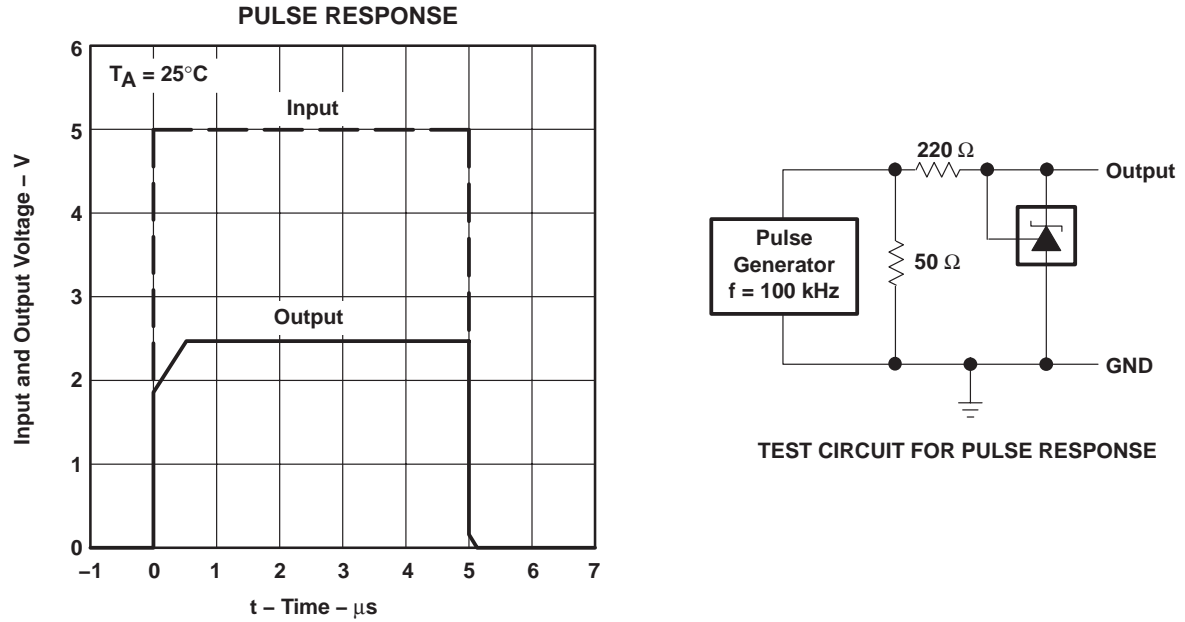 PULSE RESPONSE
Input and Output Voltage – V
6
5
4
3
2
1
0
TA = 25°C
Input
Output
–1 0 1 2 3 4 5 6 7
t – Time – μs
220 Ω
Output
Pulse
Generator
f = 100 kHz
50 Ω
GND
TEST CIRCUIT FOR PULSE RESPONSE